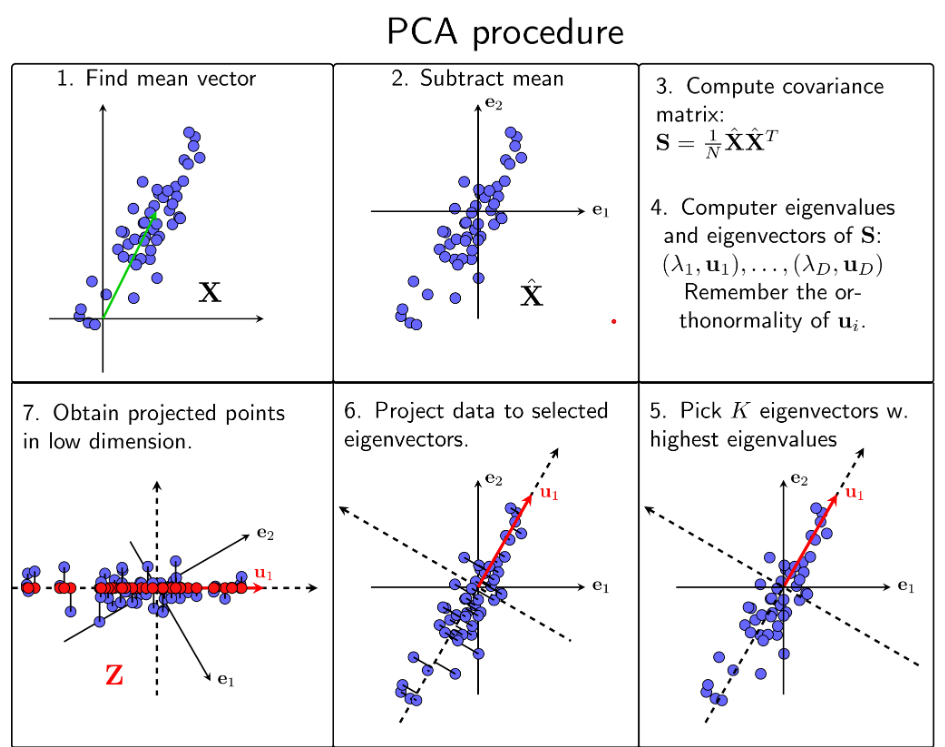 PCA procedure
1. Find mean vector
X
2. Subtract mean
e₂
e₁
X̂
3. Compute covariance
matrix:
S = 1/N X̂X̂ᵀ
4. Computer eigenvalues
and eigenvectors of S:
(λ₁, u₁), . . . , (λ_D, u_D)
Remember the or-
thonormality of uᵢ.
7. Obtain projected points
in low dimension.
e₂
u₁
Z
e₁
6. Project data to selected
eigenvectors.
e₂
u₁
e₁
5. Pick K eigenvectors w.
highest eigenvalues
e₂
u₁
e₁